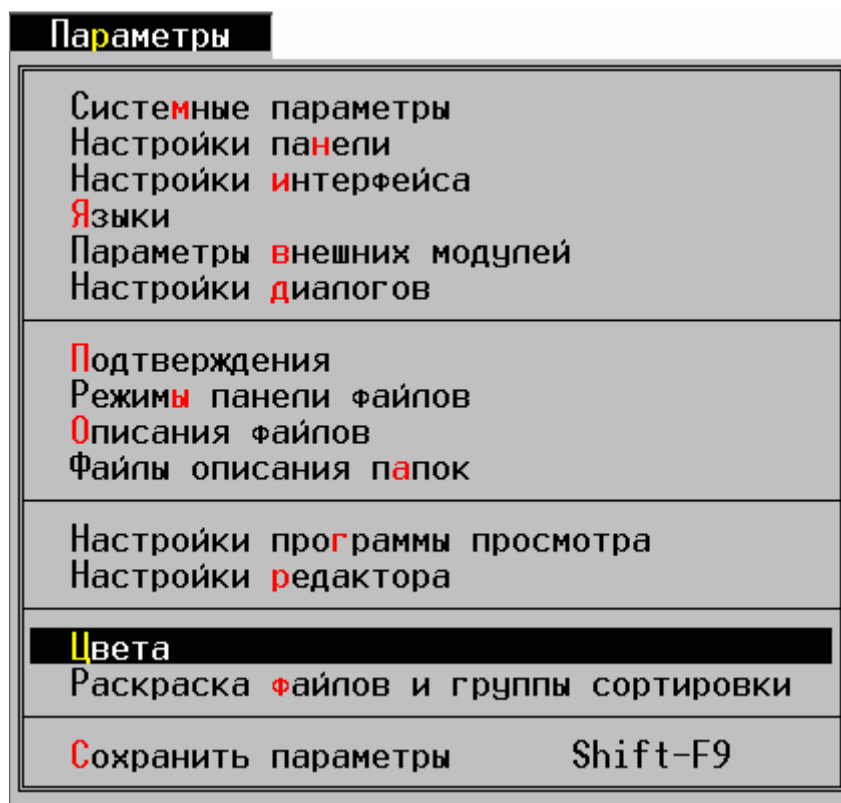 Параметры
Системные параметры
Настройки панели
Настройки интерфейса
Языки
Параметры внешних модулей
Настройки диалогов
Подтверждения
Режимы панели файлов
Описания файлов
Файлы описания папок
Настройки программы просмотра
Настройки редактора
Цвета
Раскраска файлов и группы сортировки
Сохранить параметры Shift-F9